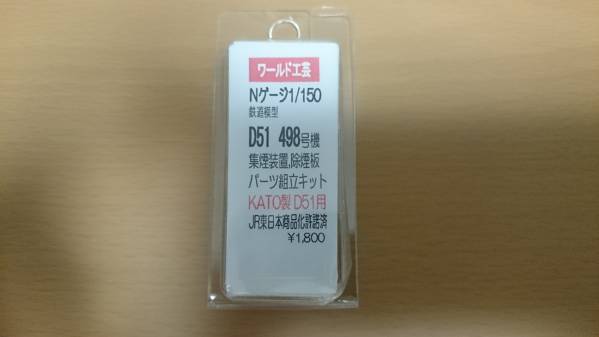 ワールド工芸
Nゲージ1/150
鉄道模型
D51 498号機
集煙装置,除煙板
パーツ組立キット
KATO製D51用
JR東日本商品化許諾済
¥1,800